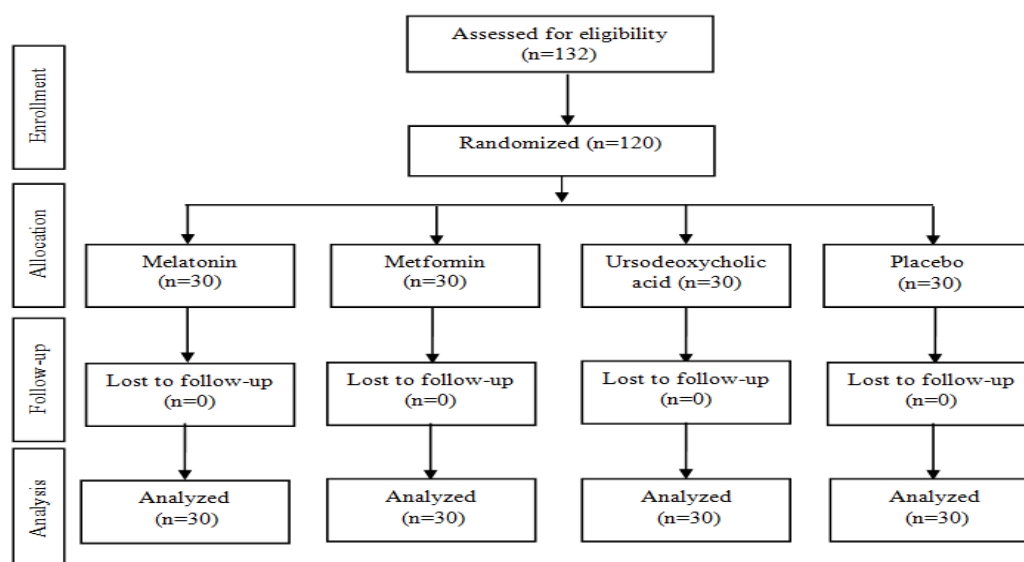 Enrollment
Assessed for eligibility
(n=132)
Randomized (n=120)
Allocation
Melatonin
(n=30)
Metformin
(n=30)
Ursodeoxycholic
acid (n=30)
Placebo
(n=30)
Follow-up
Lost to follow-up
(n=0)
Lost to follow-up
(n=0)
Lost to follow-up
(n=0)
Lost to follow-up
(n=0)
Analysis
Analyzed
(n=30)
Analyzed
(n=30)
Analyzed
(n=30)
Analyzed
(n=30)